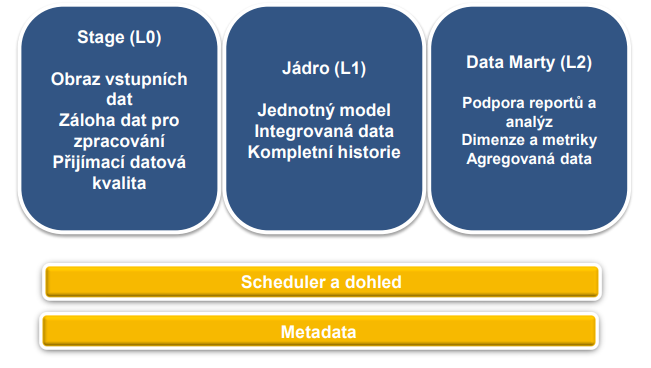 Stage (L0)
Obraz vstupních
dat
Záloha dat pro
zpracování
Přijímací datová
kvalita
Jádro (L1)
Jednotný model
Integrovaná data
Kompletní historie
Data Marty (L2)
Podpora reportů a
analýz
Dimenze a metriky
Agregovaná data
Scheduler a dohled
Metadata